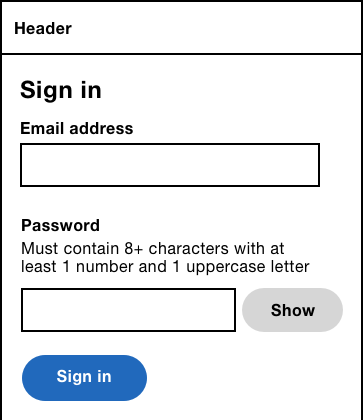 Header
Sign in
Email address
Password
Must contain 8+ characters with at
least 1 number and 1 uppercase letter
Show
Sign in